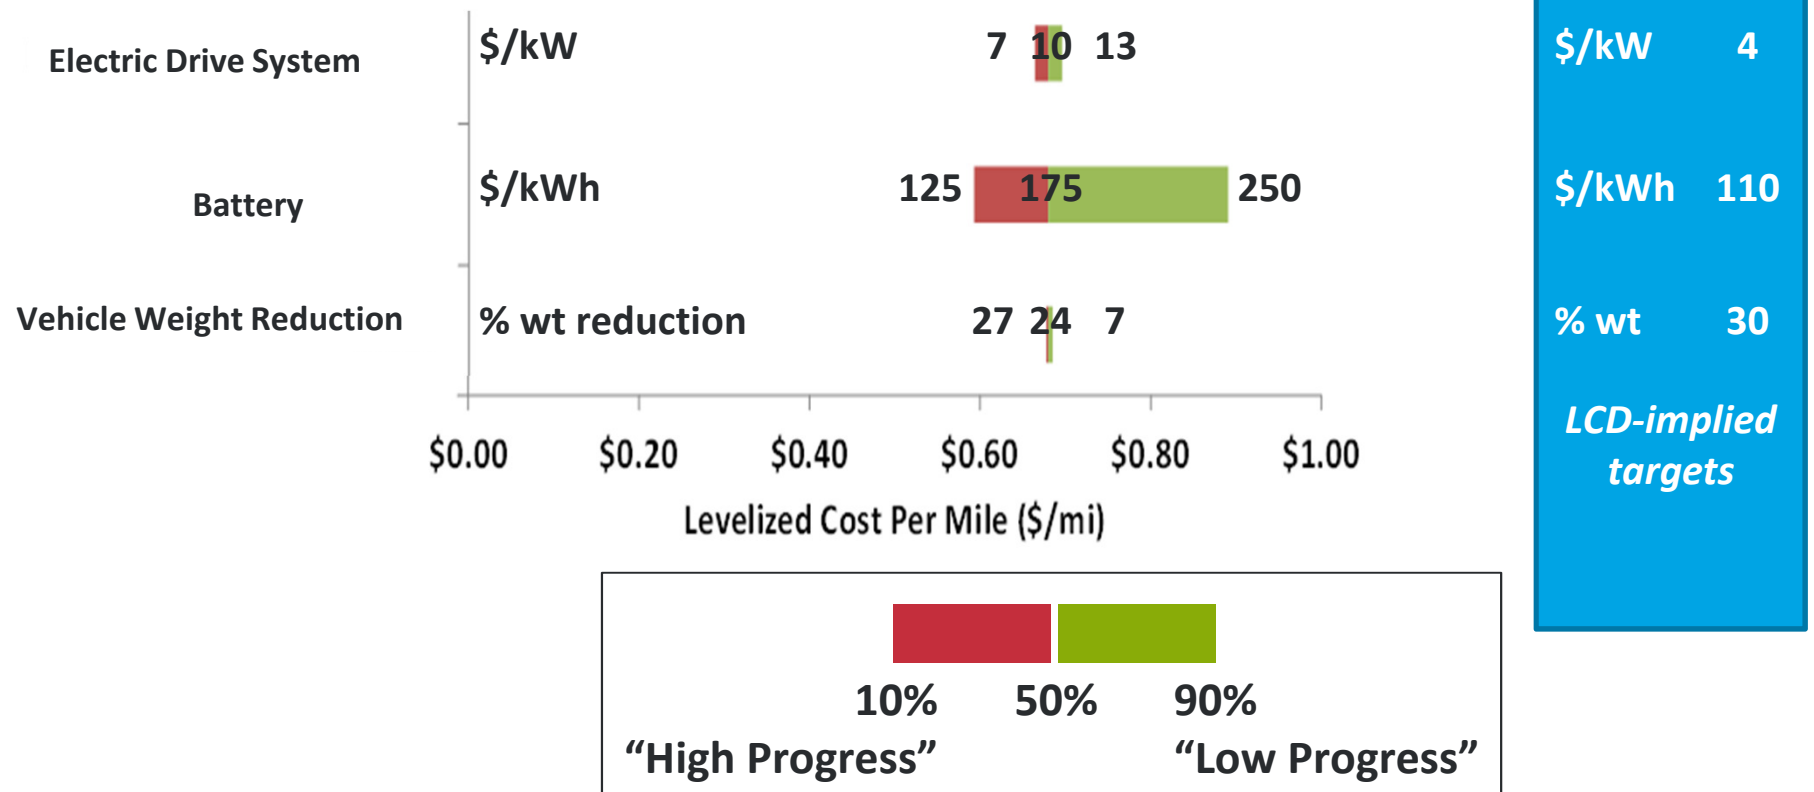 Electric Drive System $/kW 7 10 13 $/kW 4
Battery $/kWh 125 175 250 $/kWh 110
Vehicle Weight Reduction % wt reduction 27 24 7 % wt 30
LCD-implied
targets
$0.00 $0.20 $0.40 $0.60 $0.80 $1.00
Levelized Cost Per Mile ($/mi)
10% 50% 90%
“High Progress” “Low Progress”